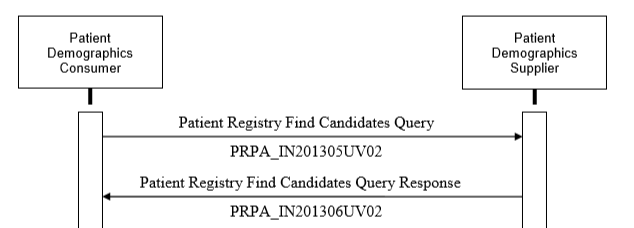 Patient
Demographics
Consumer
Patient
Demographics
Supplier
Patient Registry Find Candidates Query
PRPA_IN201305UV02
Patient Registry Find Candidates Query Response
PRPA_IN201306UV02